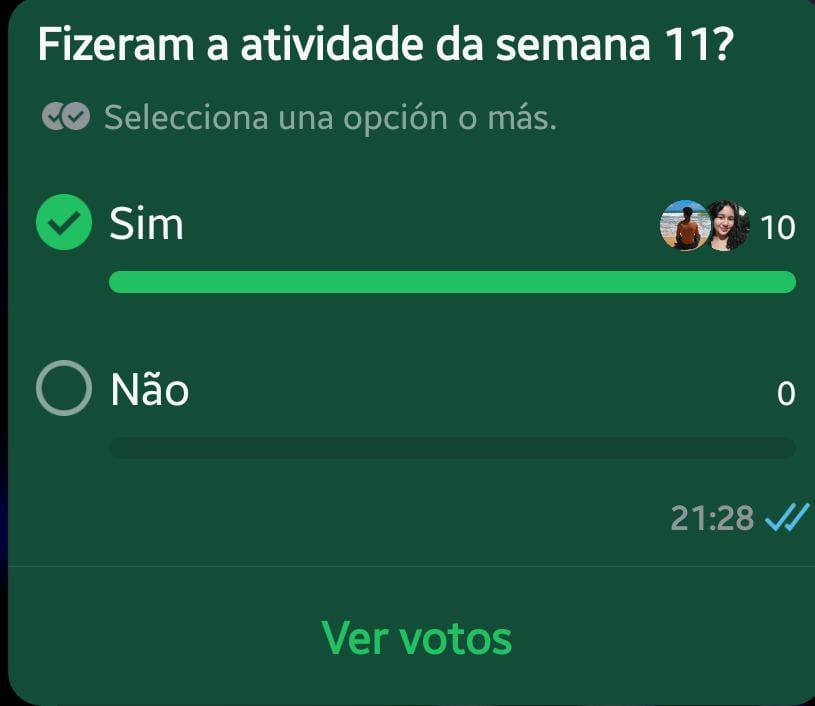 Fizeram a atividade da semana 11?
Selecciona una opción o más.
Sim 10
Não 0
21:28
Ver votos